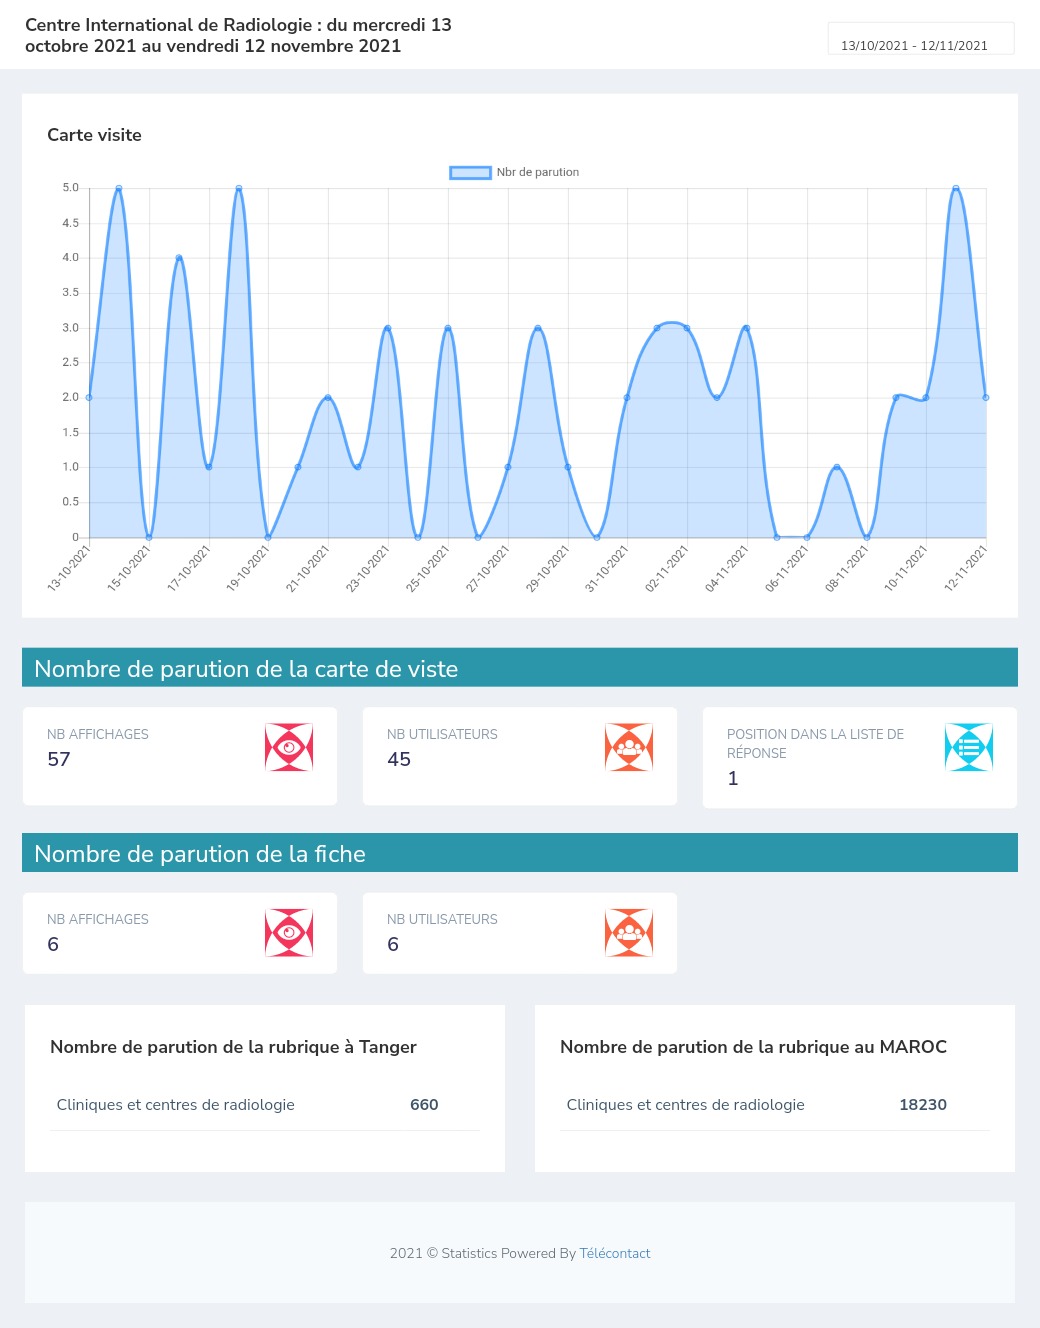 Centre International de Radiologie : du mercredi 13
octobre 2021 au vendredi 12 novembre 2021
13/10/2021 - 12/11/2021
Carte visite
Nbr de parution
5.0
4.5
4.0
3.5
3.0
2.5
2.0
1.5
1.0
0.5
0
13-10-2021
15-10-2021
17-10-2021
19-10-2021
21-10-2021
23-10-2021
25-10-2021
27-10-2021
29-10-2021
31-10-2021
02-11-2021
04-11-2021
06-11-2021
08-11-2021
10-11-2021
12-11-2021
Nombre de parution de la carte de viste
NB AFFICHAGES
57
NB UTILISATEURS
45
POSITION DANS LA LISTE DE
RÉPONSE
1
Nombre de parution de la fiche
NB AFFICHAGES
6
NB UTILISATEURS
6
Nombre de parution de la rubrique à Tanger
Cliniques et centres de radiologie 660
Nombre de parution de la rubrique au MAROC
Cliniques et centres de radiologie 18230
2021 © Statistics Powered By Télécontact